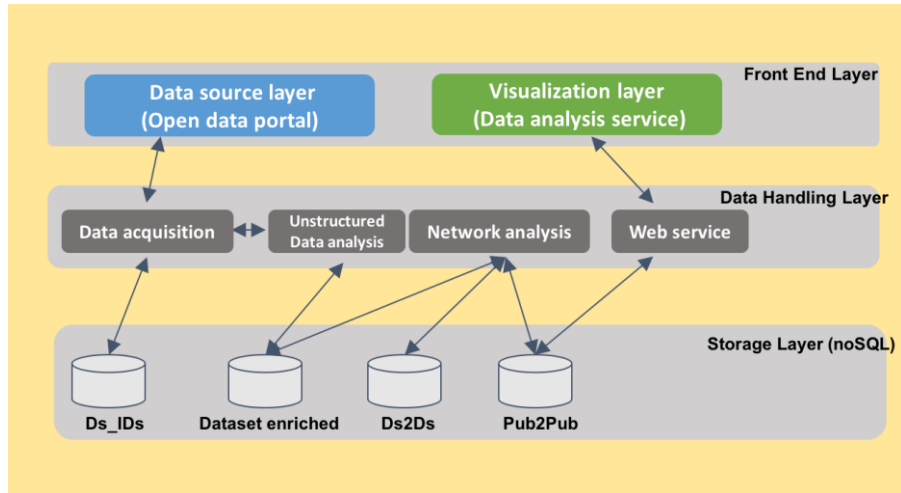 Front End Layer
Data source layer
(Open data portal)
Visualization layer
(Data analysis service)
Data Handling Layer
Data acquisition
Unstructured
Data analysis
Network analysis
Web service
Storage Layer (noSQL)
Ds_IDs
Dataset enriched
Ds2Ds
Pub2Pub